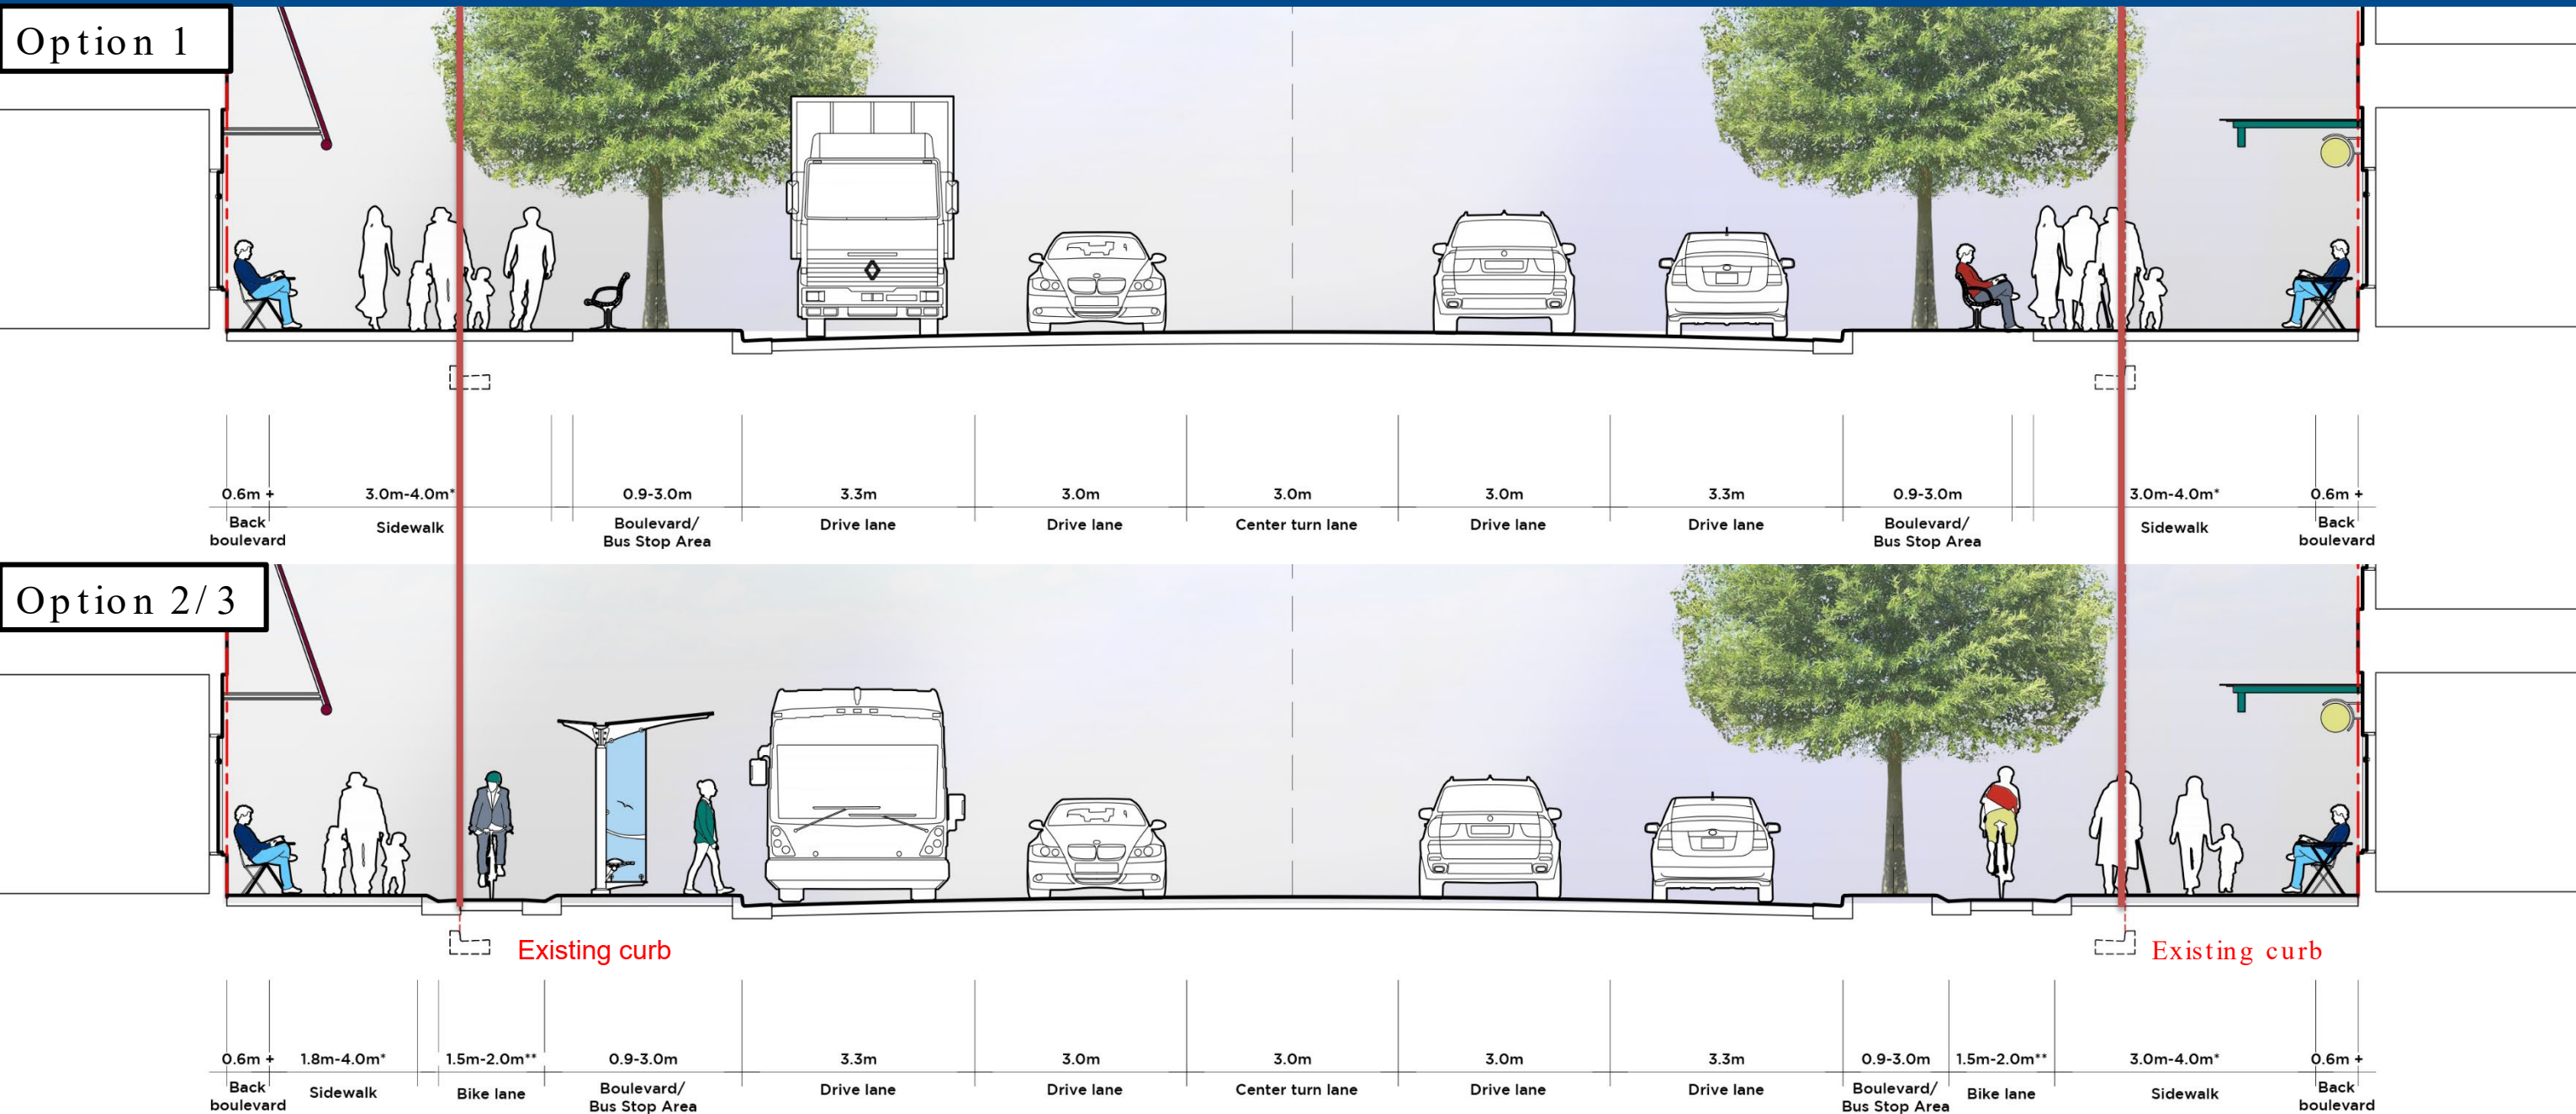 Option 1
0.6m +
3.0m-4.0m*
0.9-3.0m
3.3m
3.0m
3.0m
3.0m
3.3m
0.9-3.0m
3.0m-4.0m*
0.6m +
Back
boulevard
Sidewalk
Boulevard/
Bus Stop Area
Drive lane
Drive lane
Center turn lane
Drive lane
Drive lane
Boulevard/
Bus Stop Area
Sidewalk
Back
boulevard
Option 2/3
Existing curb
Existing curb
0.6m +
1.8m-4.0m*
1.5m-2.0m**
0.9-3.0m
3.3m
3.0m
3.0m
3.0m
3.3m
0.9-3.0m
1.5m-2.0m**
3.0m-4.0m*
0.6m +
Back
boulevard
Sidewalk
Bike lane
Boulevard/
Bus Stop Area
Drive lane
Drive lane
Center turn lane
Drive lane
Drive lane
Boulevard/
Bus Stop Area
Bike lane
Sidewalk
Back
boulevard